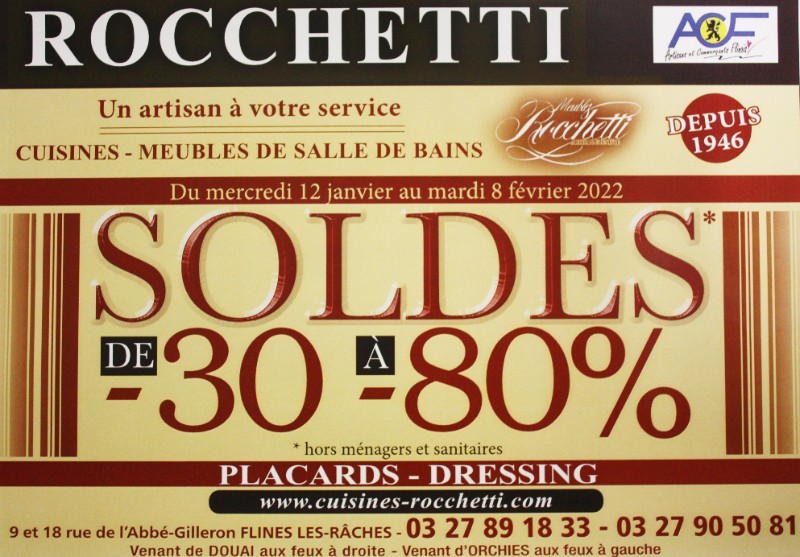 ROCCHETTI
ACF
Artisans et Commerçants Flinois
Un artisan à votre service
CUISINES - MEUBLES DE SALLE DE BAINS
Meubles
Rocchetti
DEPUIS
1946
Du mercredi 12 janvier au mardi 8 février 2022
SOLDES*
DE -30 À -80%
* hors ménagers et sanitaires
PLACARDS - DRESSING
www.cuisines-rocchetti.com
9 et 18 rue de l'Abbé-Gilleron FLINES LES-RÂCHES - 03 27 89 18 33 - 03 27 90 50 81
Venant de DOUAI aux feux à droite - Venant d'ORCHIES aux feux à gauche